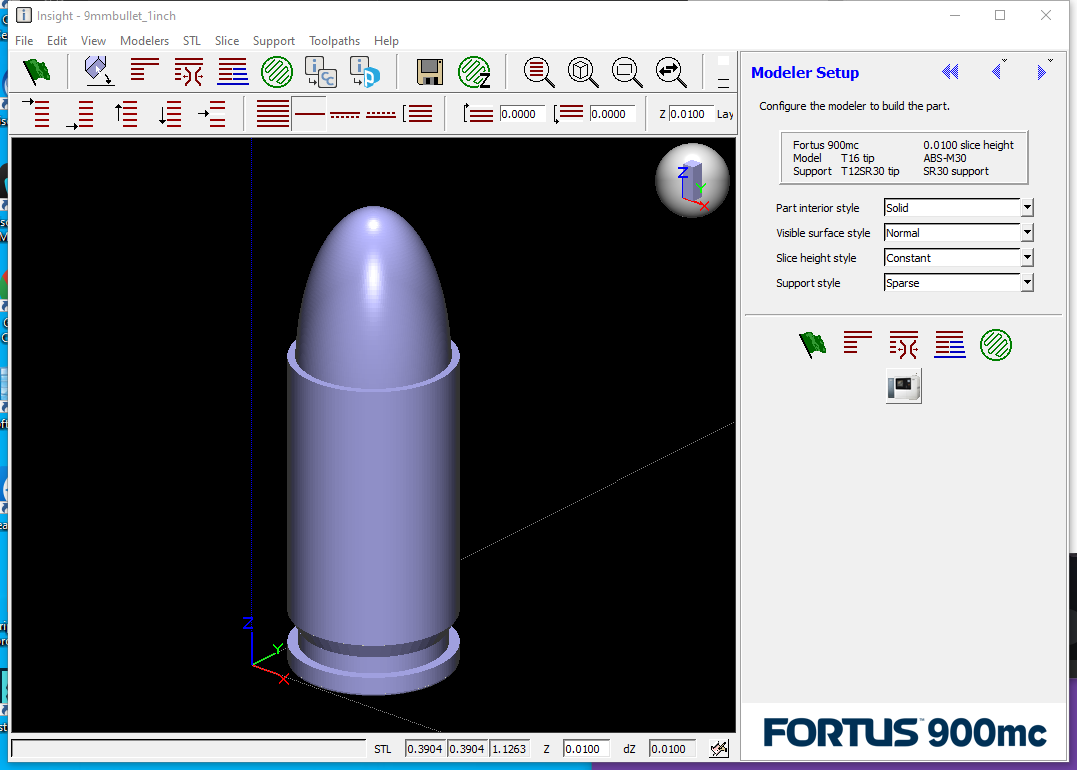 Insight - 9mmbullet_1inch
File Edit View Modelers STL Slice Support Toolpaths Help
0.0000 0.0000 Z 0.0100 Lay
Modeler Setup
Configure the modeler to build the part.
Fortus 900mc 0.0100 slice height
Model T16 tip ABS-M30
Support T12SR30 tip SR30 support
Part interior style Solid
Visible surface style Normal
Slice height style Constant
Support style Sparse
Z
Y
X
Z
Y
X
FORTUS™ 900mc
STL 0.3904 0.3904 1.1263 Z 0.0100 dZ 0.0100